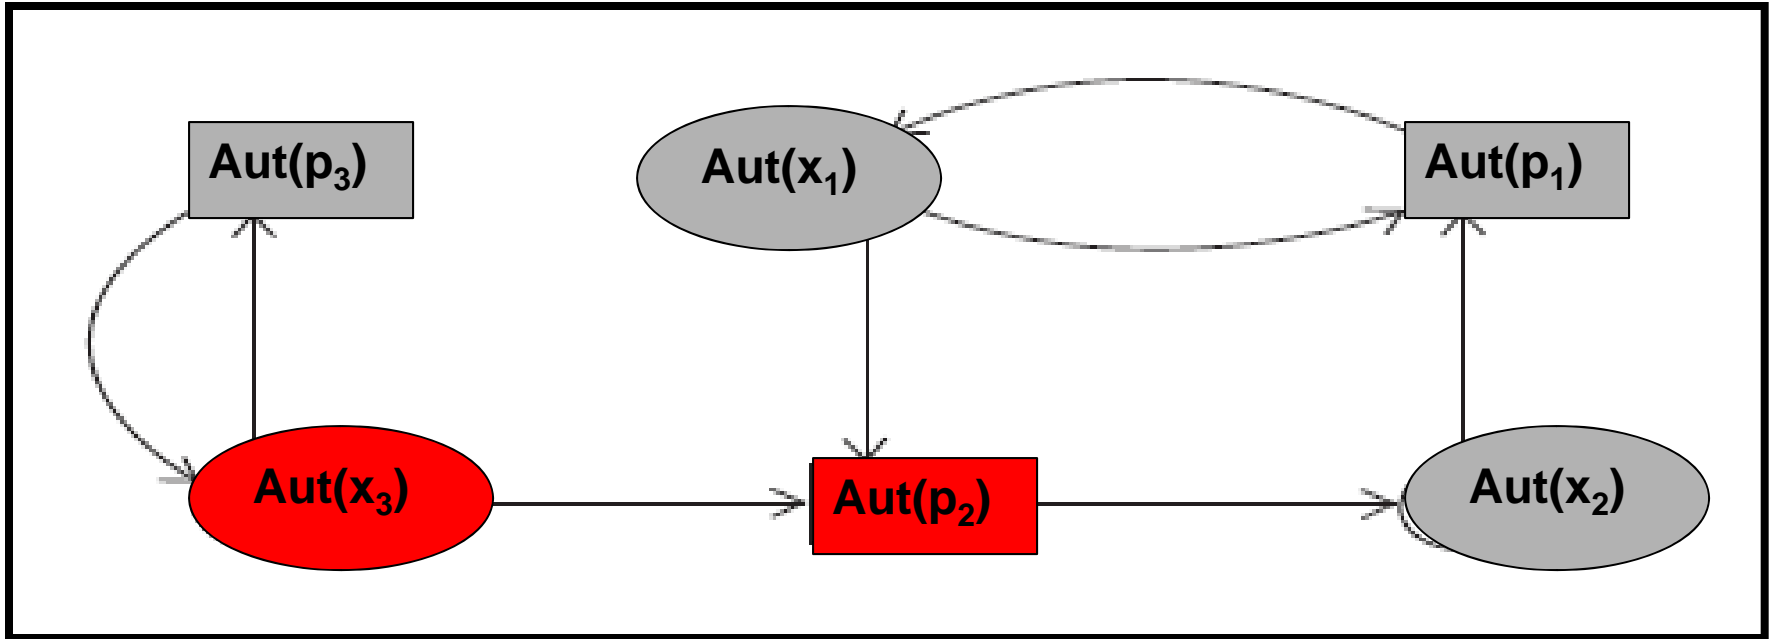 Aut(p₃)
Aut(x₁)
Aut(p₁)
Aut(x₃)
Aut(p₂)
Aut(x₂)